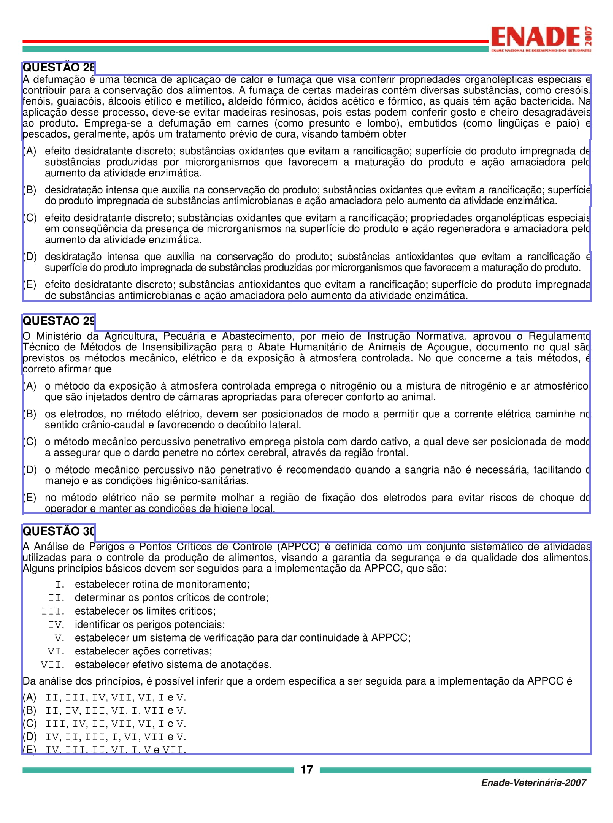 ENADE 2007
EXAME NACIONAL DE DESEMPENHO DOS ESTUDANTES
QUESTÃO 28
A defumação é uma técnica de aplicação de calor e fumaça que visa conferir propriedades organolépticas especiais e
contribuir para a conservação dos alimentos. A fumaça de certas madeiras contém diversas substâncias, como cresóis,
fenóis, guaiacóis, álcoois etílico e metílico, aldeído fórmico, ácidos acético e fórmico, as quais têm ação bactericida. Na
aplicação desse processo, deve-se evitar madeiras resinosas, pois estas podem conferir gosto e cheiro desagradáveis
ao produto. Emprega-se a defumação em carnes (como presunto e lombo), embutidos (como lingüiças e paio) e
pescados, geralmente, após um tratamento prévio de cura, visando também obter
(A) efeito desidratante discreto; substâncias oxidantes que evitam a rancificação; superfície do produto impregnada de
substâncias produzidas por microrganismos que favorecem a maturação do produto e ação amaciadora pelo
aumento da atividade enzimática.
(B) desidratação intensa que auxilia na conservação do produto; substâncias oxidantes que evitam a rancificação; superfície
do produto impregnada de substâncias antimicrobianas e ação amaciadora pelo aumento da atividade enzimática.
(C) efeito desidratante discreto; substâncias oxidantes que evitam a rancificação; propriedades organolépticas especiais
em conseqüência da presença de microrganismos na superfície do produto e ação regeneradora e amaciadora pelo
aumento da atividade enzimática.
(D) desidratação intensa que auxilia na conservação do produto; substâncias antioxidantes que evitam a rancificação e
superfície do produto impregnada de substâncias produzidas por microrganismos que favorecem a maturação do produto.
(E) efeito desidratante discreto; substâncias antioxidantes que evitam a rancificação; superfície do produto impregnada
de substâncias antimicrobianas e ação amaciadora pelo aumento da atividade enzimática.
QUESTÃO 29
O Ministério da Agricultura, Pecuária e Abastecimento, por meio de Instrução Normativa, aprovou o Regulamento
Técnico de Métodos de Insensibilização para o Abate Humanitário de Animais de Açougue, documento no qual são
previstos os métodos mecânico, elétrico e da exposição à atmosfera controlada. No que concerne a tais métodos, é
correto afirmar que
(A) o método da exposição à atmosfera controlada emprega o nitrogênio ou a mistura de nitrogênio e ar atmosférico,
que são injetados dentro de câmaras apropriadas para oferecer conforto ao animal.
(B) os eletrodos, no método elétrico, devem ser posicionados de modo a permitir que a corrente elétrica caminhe no
sentido crânio-caudal e favorecendo o decúbito lateral.
(C) o método mecânico percussivo penetrativo emprega pistola com dardo cativo, a qual deve ser posicionada de modo
a assegurar que o dardo penetre no córtex cerebral, através da região frontal.
(D) o método mecânico percussivo não penetrativo é recomendado quando a sangria não é necessária, facilitando o
manejo e as condições higiênico-sanitárias.
(E) no método elétrico não se permite molhar a região de fixação dos eletrodos para evitar riscos de choque do
operador e manter as condições de higiene local.
QUESTÃO 30
A Análise de Perigos e Pontos Críticos de Controle (APPCC) é definida como um conjunto sistemático de atividades
utilizadas para o controle da produção de alimentos, visando a garantia da segurança e da qualidade dos alimentos.
Alguns princípios básicos devem ser seguidos para a implementação da APPCC, que são:
I. estabelecer rotina de monitoramento;
II. determinar os pontos críticos de controle;
III. estabelecer os limites críticos;
IV. identificar os perigos potenciais;
V. estabelecer um sistema de verificação para dar continuidade à APPCC;
VI. estabelecer ações corretivas;
VII. estabelecer efetivo sistema de anotações.
Da análise dos princípios, é possível inferir que a ordem específica a ser seguida para a implementação da APPCC é
(A) II, III, IV, VII, VI, I e V.
(B) II, IV, III, VI, I, VII e V.
(C) III, IV, II, VII, VI, I e V.
(D) IV, II, III, I, VI, VII e V.
(E) IV, III, II, VI, I, V e VII.
17
Enade-Veterinária-2007